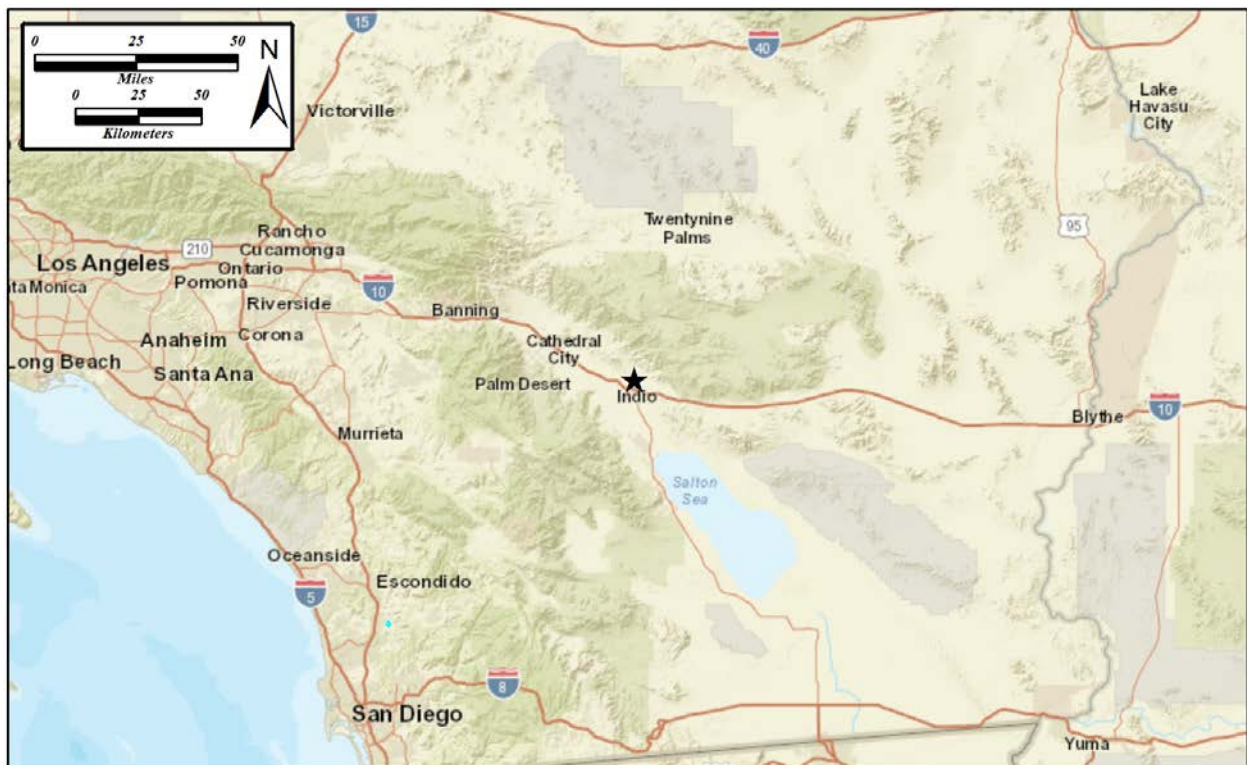 0 25 50
Miles
0 25 50
Kilometers
N
15
40
Victorville
Lake
Havasu
City
Twentynine
Palms
95
Rancho
Cucamonga
210
Los Angeles
Ontario
Pomona
nta Monica
10
Riverside
Banning
Anaheim
Corona
Cathedral
City
Long Beach
Santa Ana
Palm Desert
Indio
Blythe
10
Murrieta
Salton
Sea
Oceanside
Escondido
5
8
San Diego
Yuma